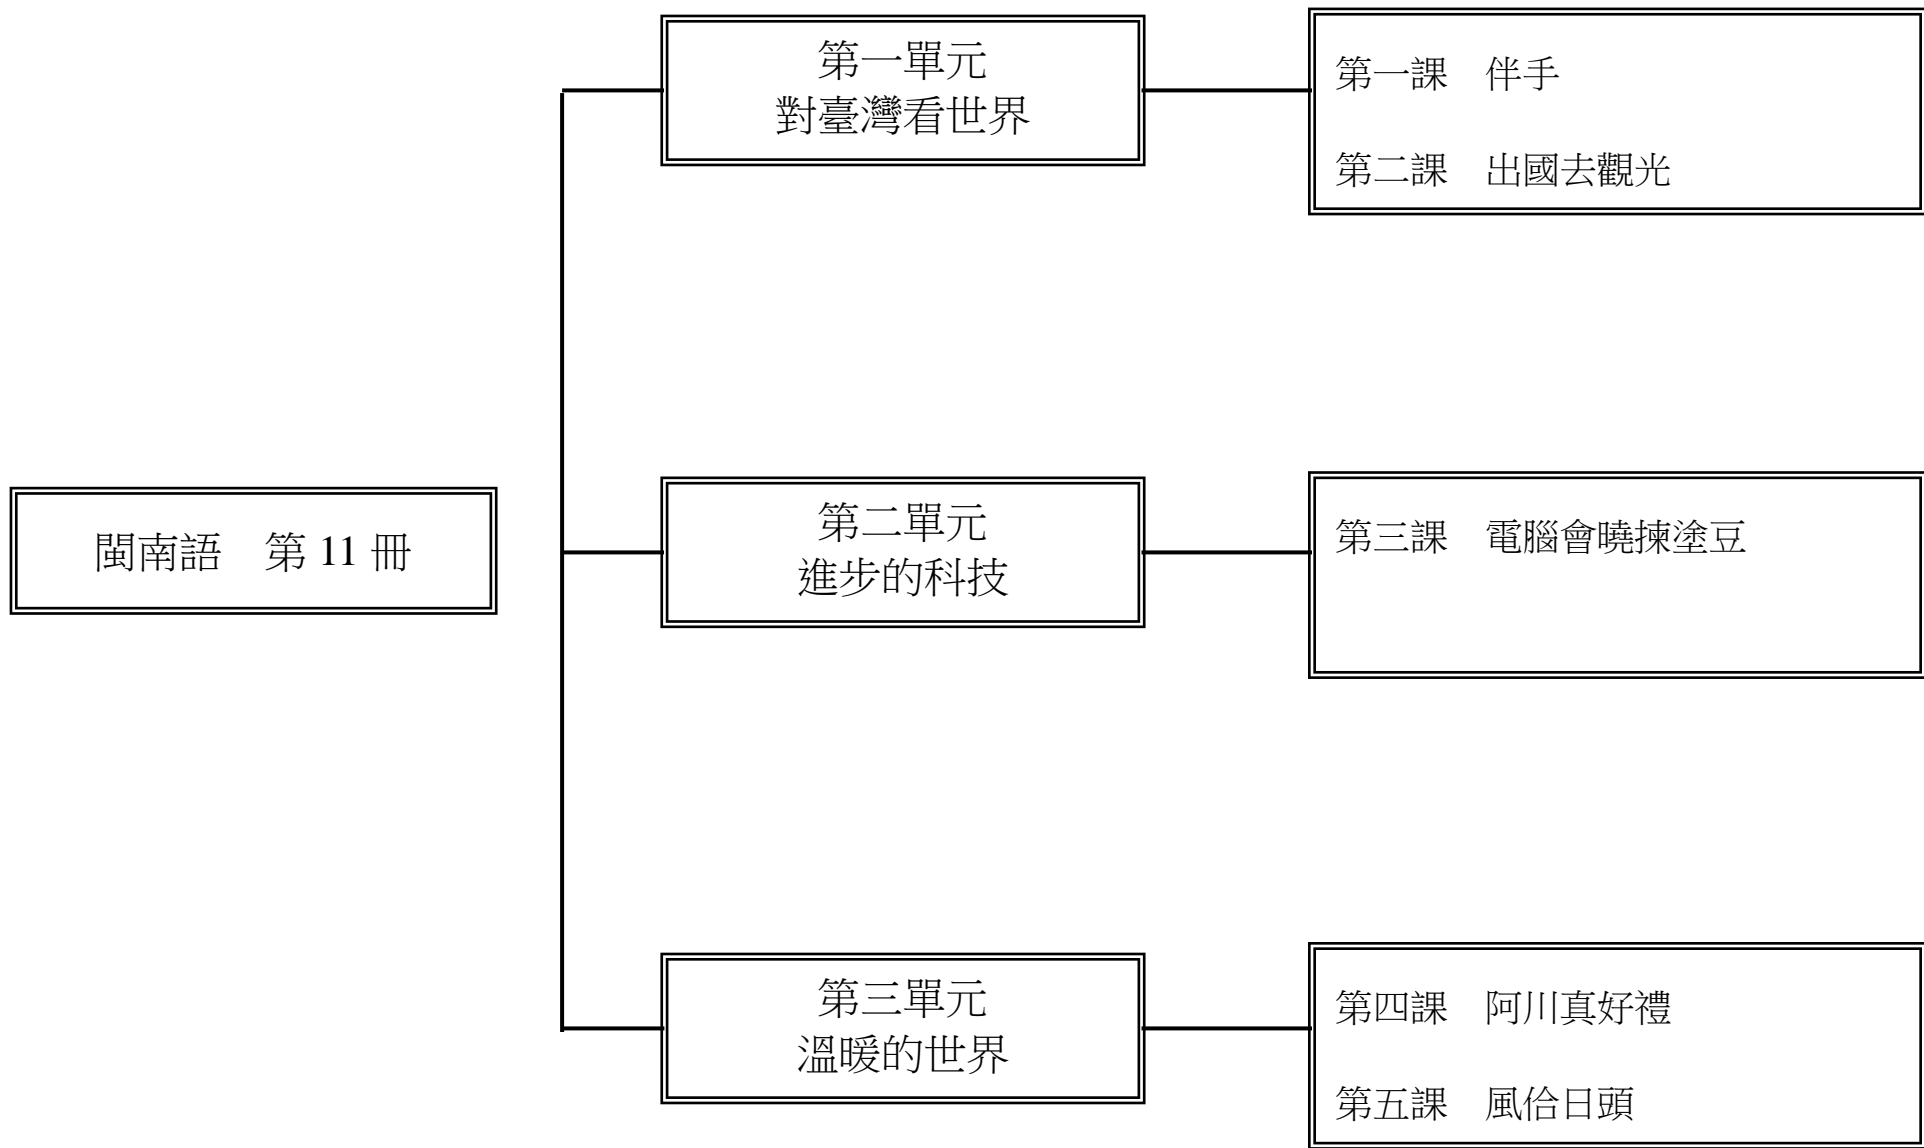 閩南語　第 11 冊
第一單元
對臺灣看世界
第一課　伴手
第二課　出國去觀光
第二單元
進步的科技
第三課　電腦會曉揀塗豆
第三單元
溫暖的世界
第四課　阿川真好禮
第五課　風佮日頭